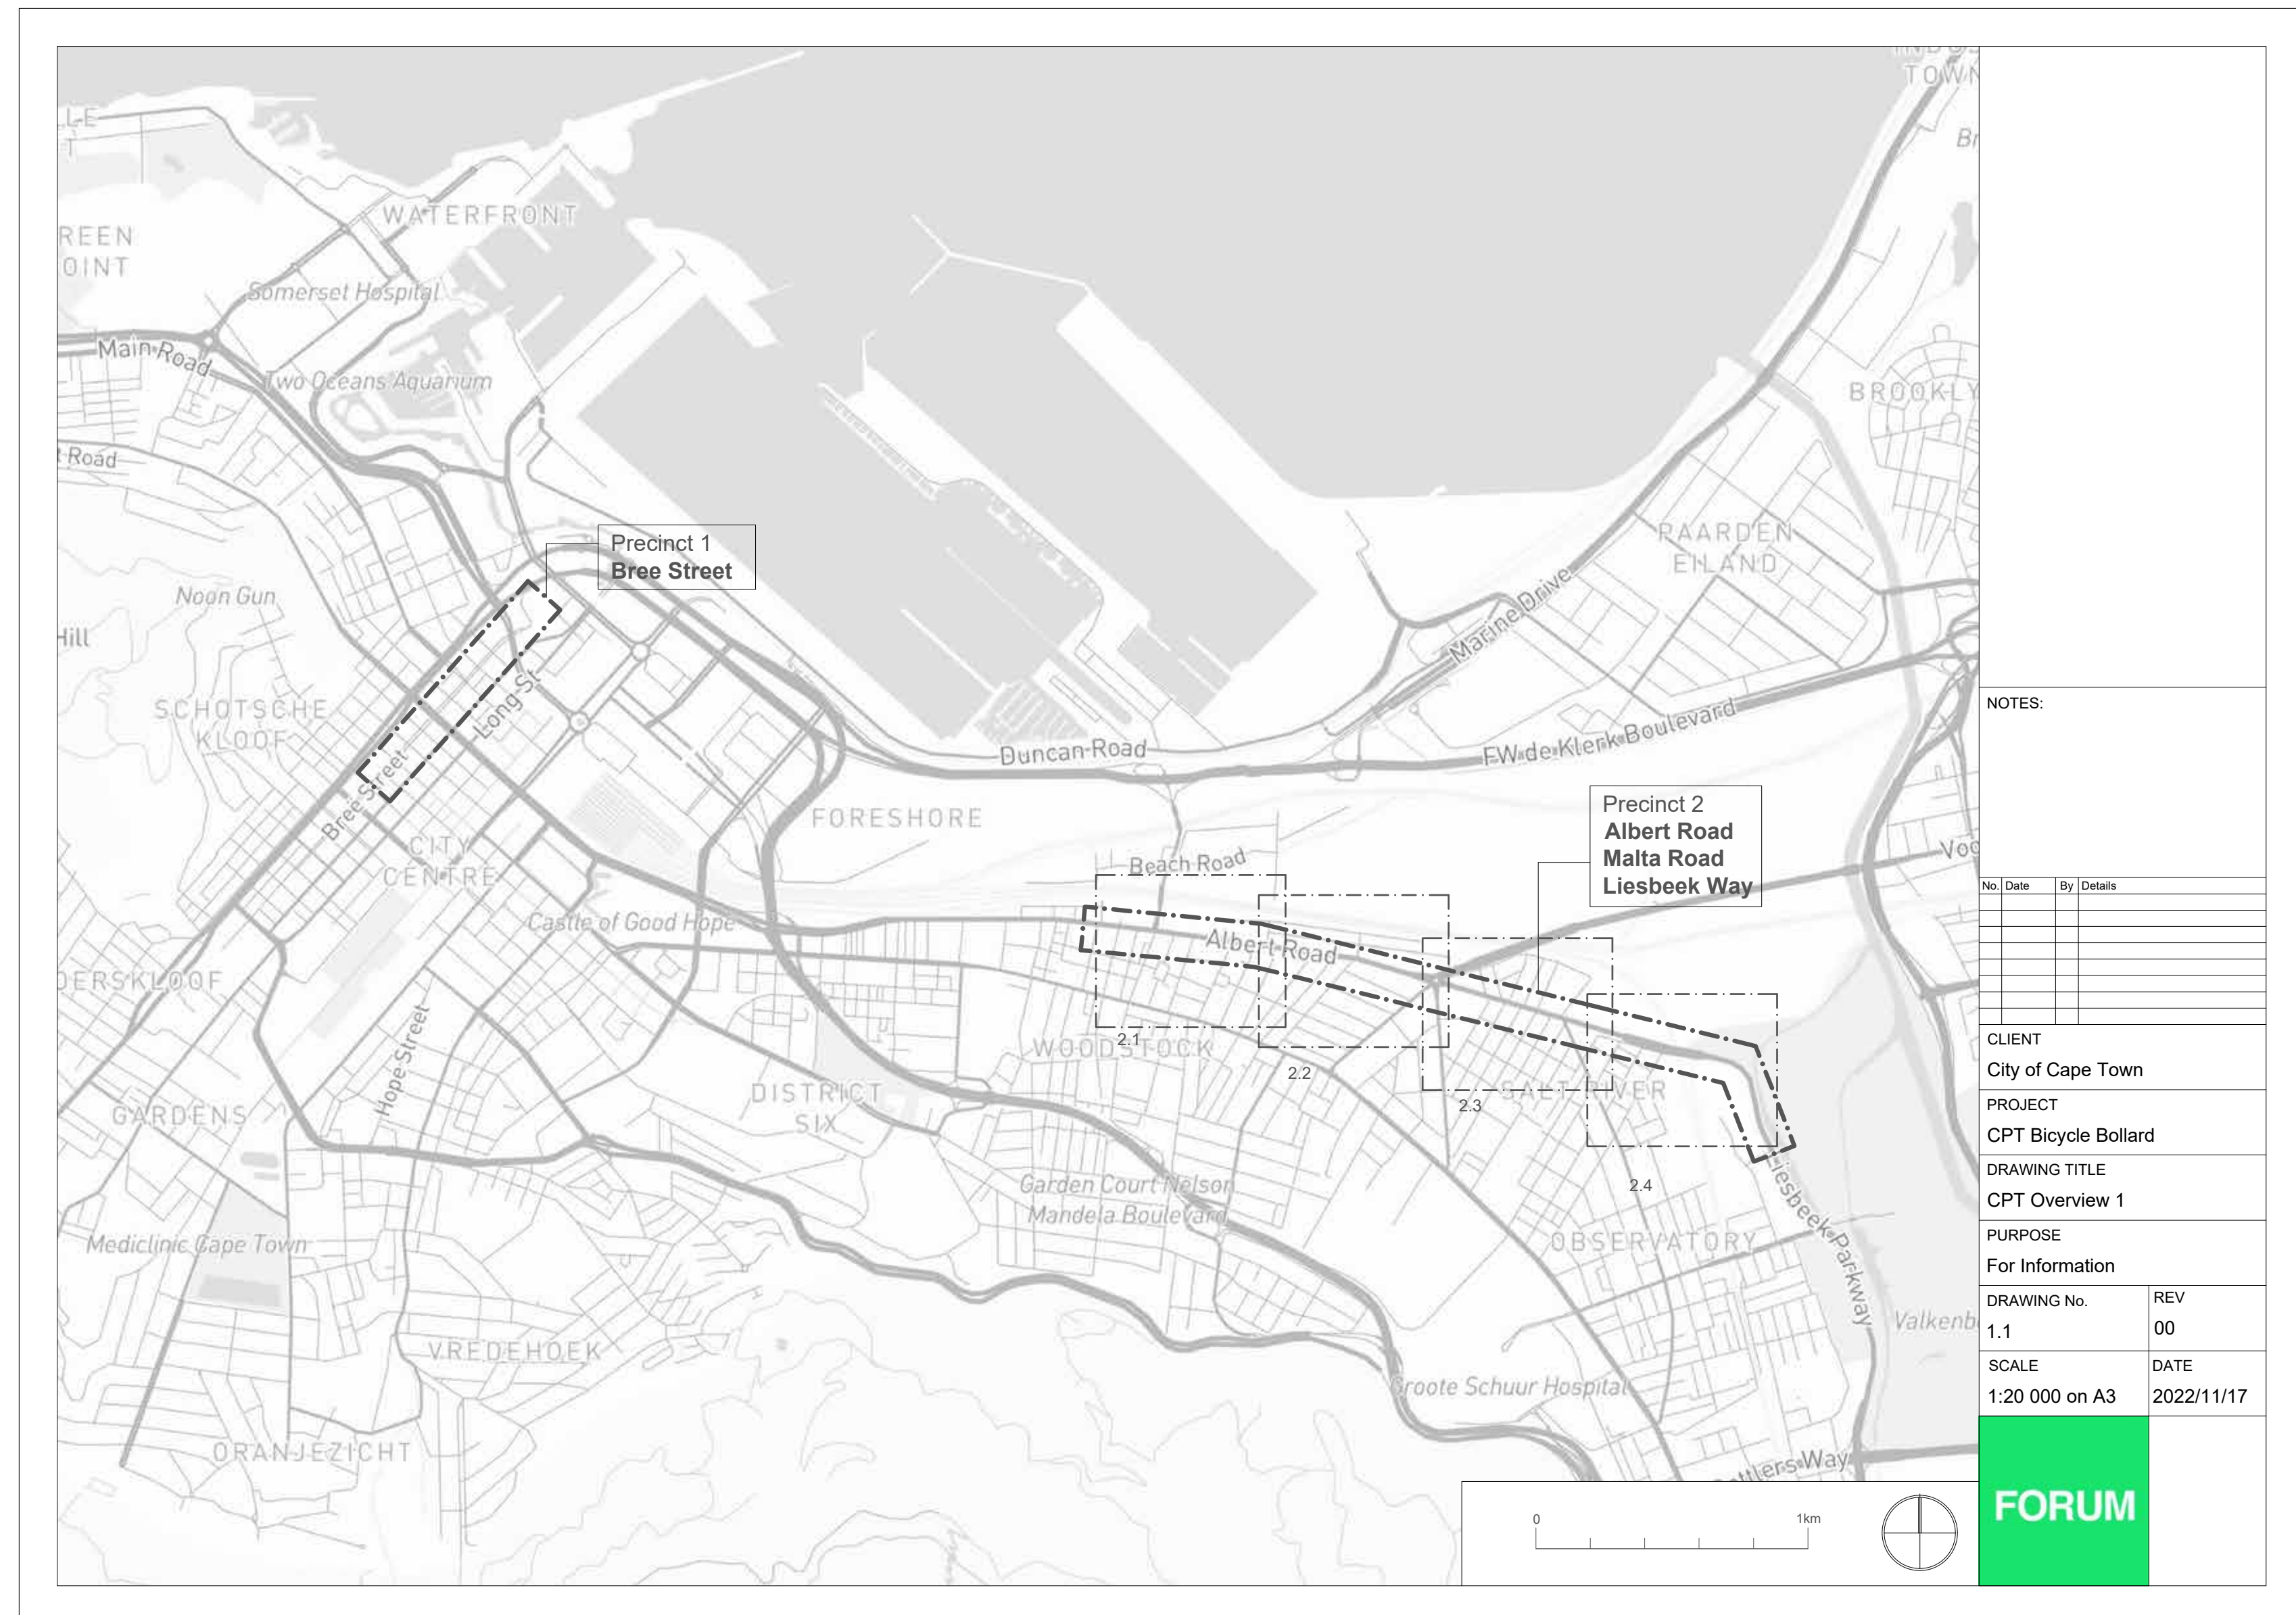 TOWN
WATERFRONT
REEN
OINT
Somerset Hospital
Main Road
Two Oceans Aquarium
BROOKLY
t Road
PAARDEN
EILAND
Precinct 1
Bree Street
Noon Gun
Hill
Marine Drive
Long St
SCHOTSCHE
KLOOF
NOTES:
FW de Klerk Boulevard
Duncan Road
Bree Street
FORESHORE
Precinct 2
Albert Road
Malta Road
Liesbeek Way
CITY
CENTRE
Beach Road
Voo
No. Date By Details
Castle of Good Hope
Albert Road
DERSKLOOF
Hope Street
2.1
WOODSTOCK
2.2
DISTRICT
SIX
SALT RIVER
2.3
GARDENS
CLIENT
City of Cape Town
PROJECT
CPT Bicycle Bollard
DRAWING TITLE
CPT Overview 1
PURPOSE
For Information
DRAWING No.
1.1
REV
00
SCALE
1:20 000 on A3
DATE
2022/11/17
FORUM
2.4
Garden Court Nelson
Mandela Boulevard
OBSERVATORY
iesbeek Parkway
Mediclinic Cape Town
Valkenb
VREDEHOEK
Groote Schuur Hospital
ORANJEZICHT
ttlers Way
0 1km